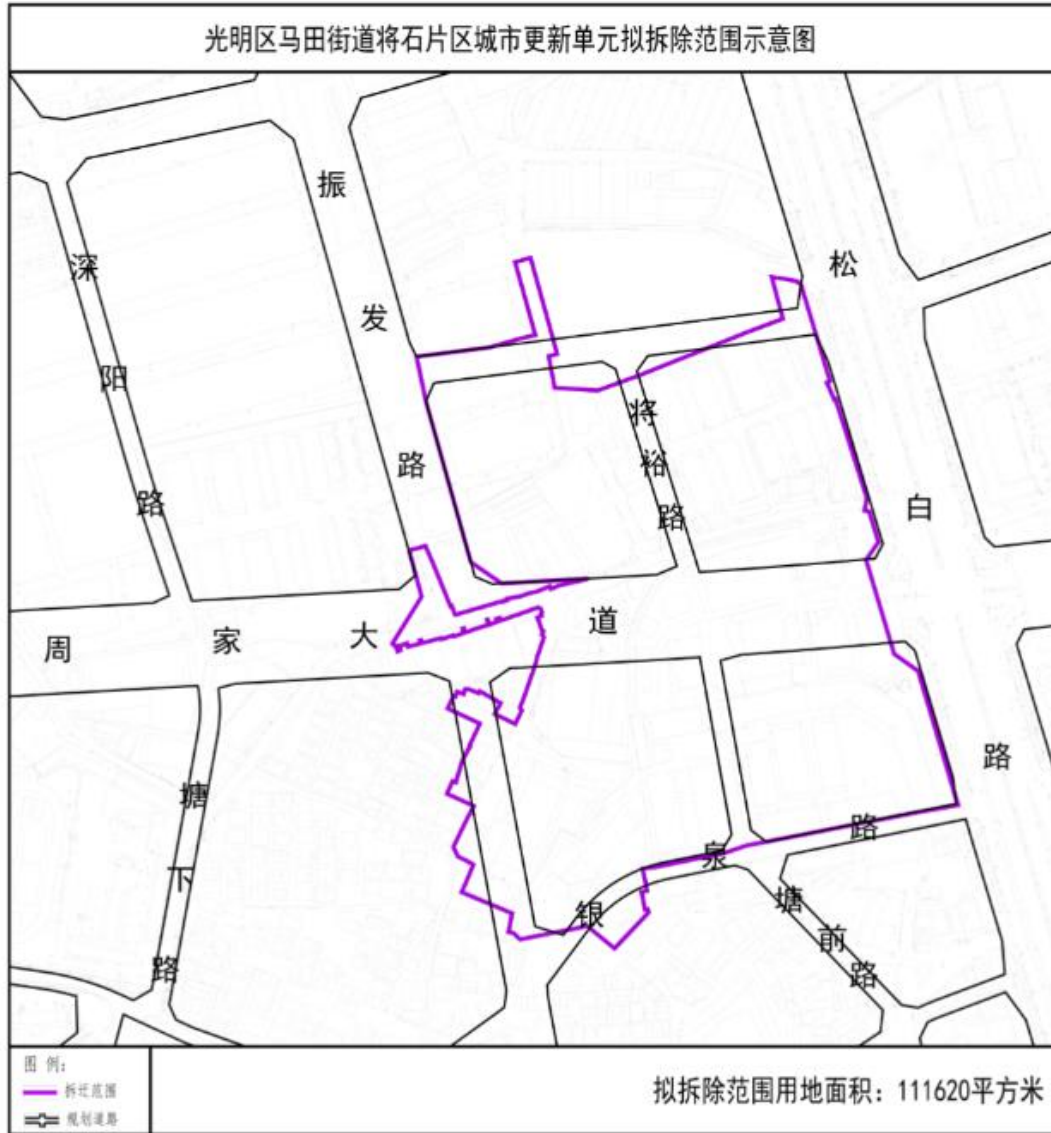 光明区马田街道将石片区城市更新单元拟拆除范围示意图
振发路
松白路
深阳路
将裕路
周家大道
塘下路
银泉路
塘前路
图 例:
拆迁范围
规划道路
拟拆除范围用地面积: 111620平方米